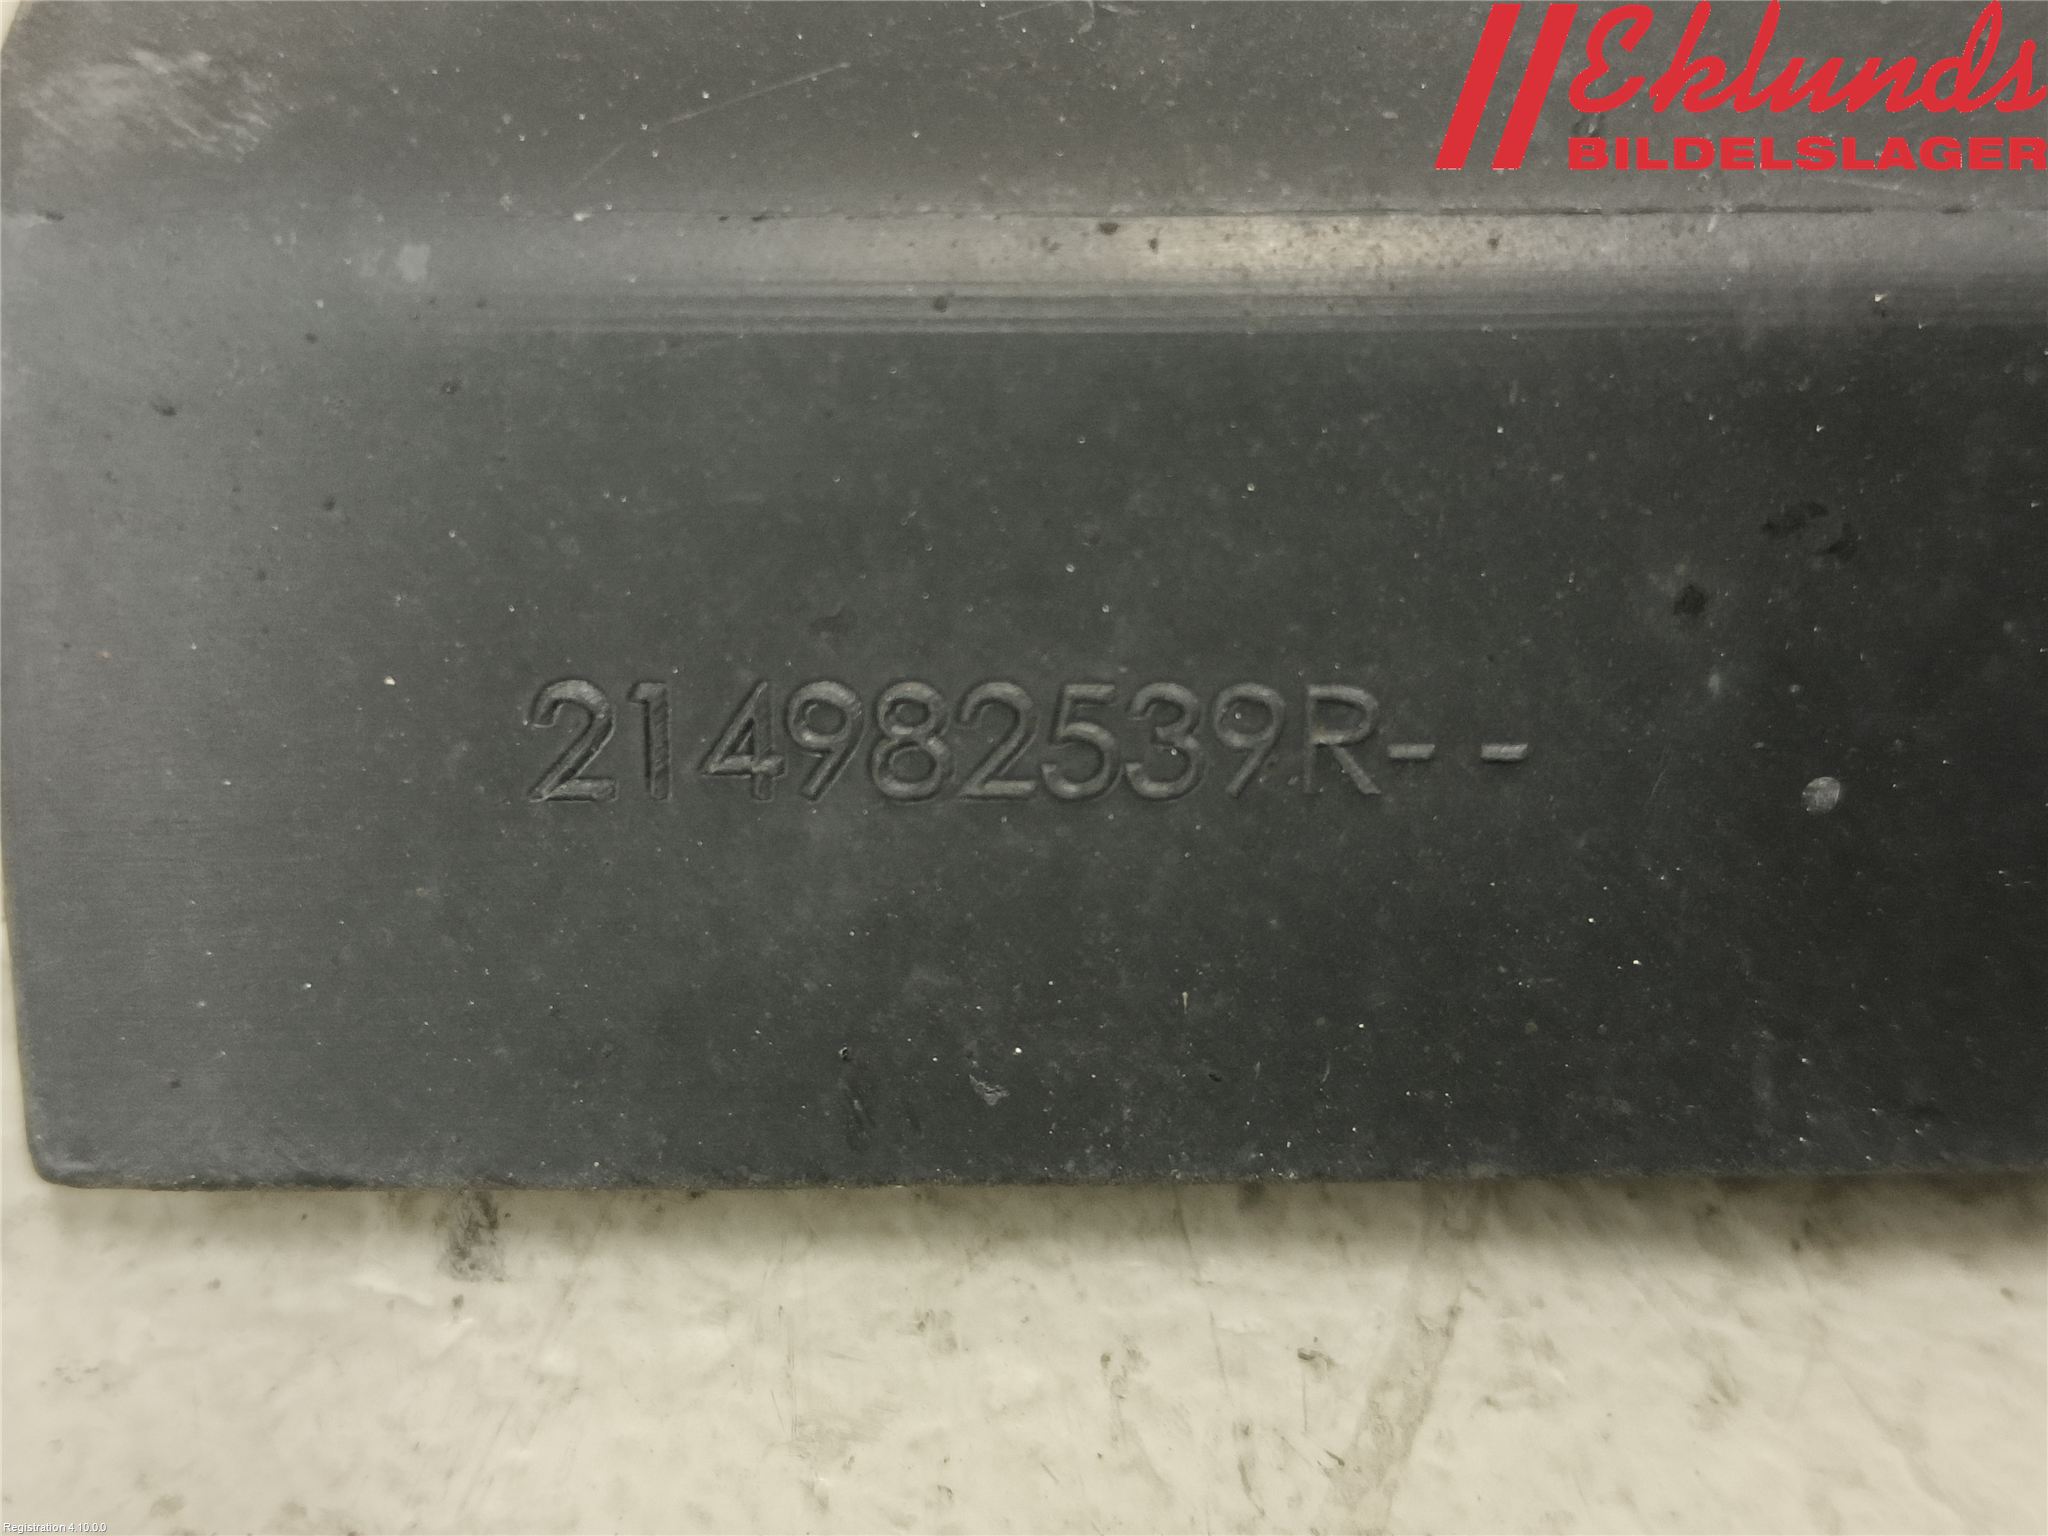 Eklunds
BILDELSLAGER
214982539R--
Registration 4.10.0.0